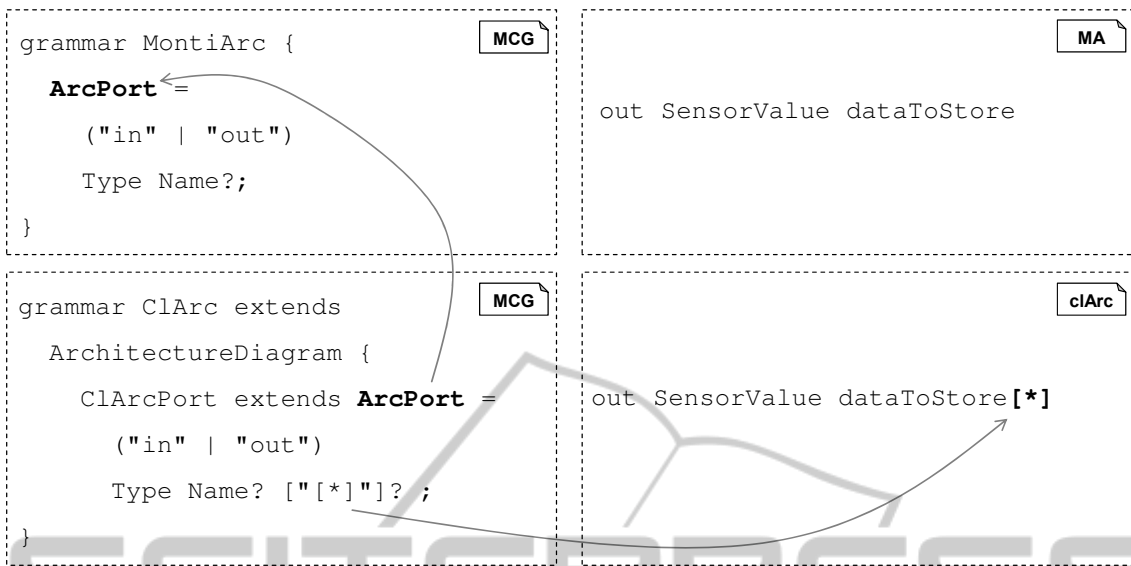 MCG
grammar MontiArc {
ArcPort =
("in" | "out")
Type Name?;
}
MA
out SensorValue dataToStore
MCG
grammar ClArc extends
ArchitectureDiagram {
ClArcPort extends ArcPort =
("in" | "out")
Type Name? ["[*]"]? ;
}
clArc
out SensorValue dataToStore[*]